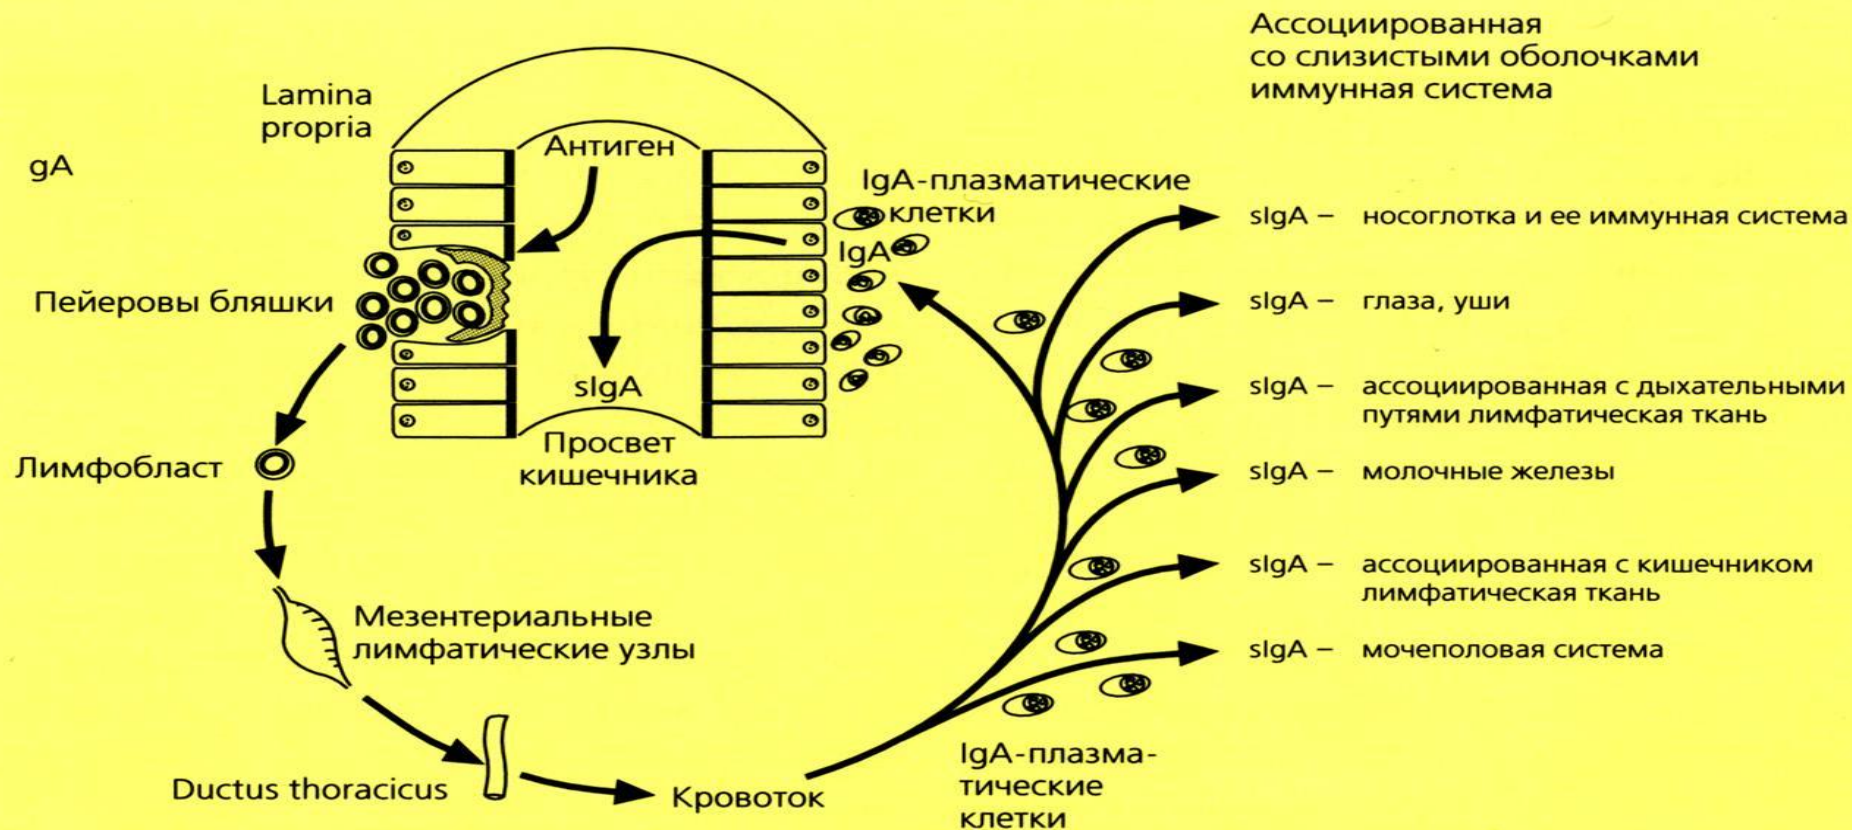 Ассоциированная
со слизистыми оболочками
иммунная система
Lamina
propria
gA
Антиген
IgA-плазматические
клетки
IgA
Пейеровы бляшки
sIgA
Просвет
кишечника
Лимфобласт
Мезентериальные
лимфатические узлы
Ductus thoracicus
Кровоток
IgA-плазма-
тические
клетки
sIgA – носоглотка и ее иммунная система
sIgA – глаза, уши
sIgA – ассоциированная с дыхательными
путями лимфатическая ткань
sIgA – молочные железы
sIgA – ассоциированная с кишечником
лимфатическая ткань
sIgA – мочеполовая система